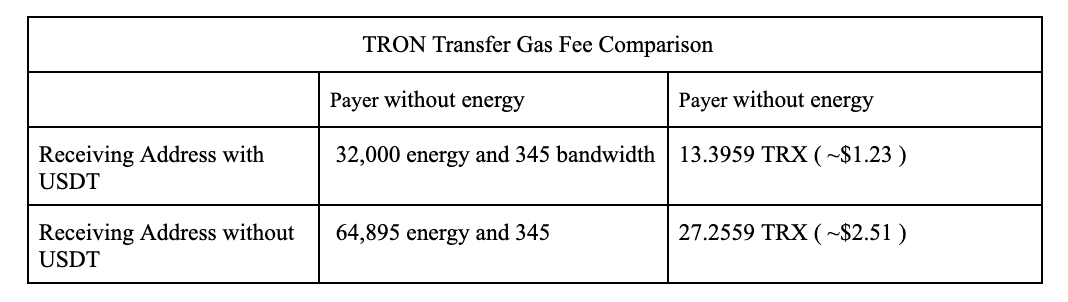 TRON Transfer Gas Fee Comparison
Payer without energy
Payer without energy
Receiving Address with
USDT
32,000 energy and 345 bandwidth
13.3959 TRX ( ~$1.23 )
Receiving Address without
USDT
64,895 energy and 345
27.2559 TRX ( ~$2.51 )